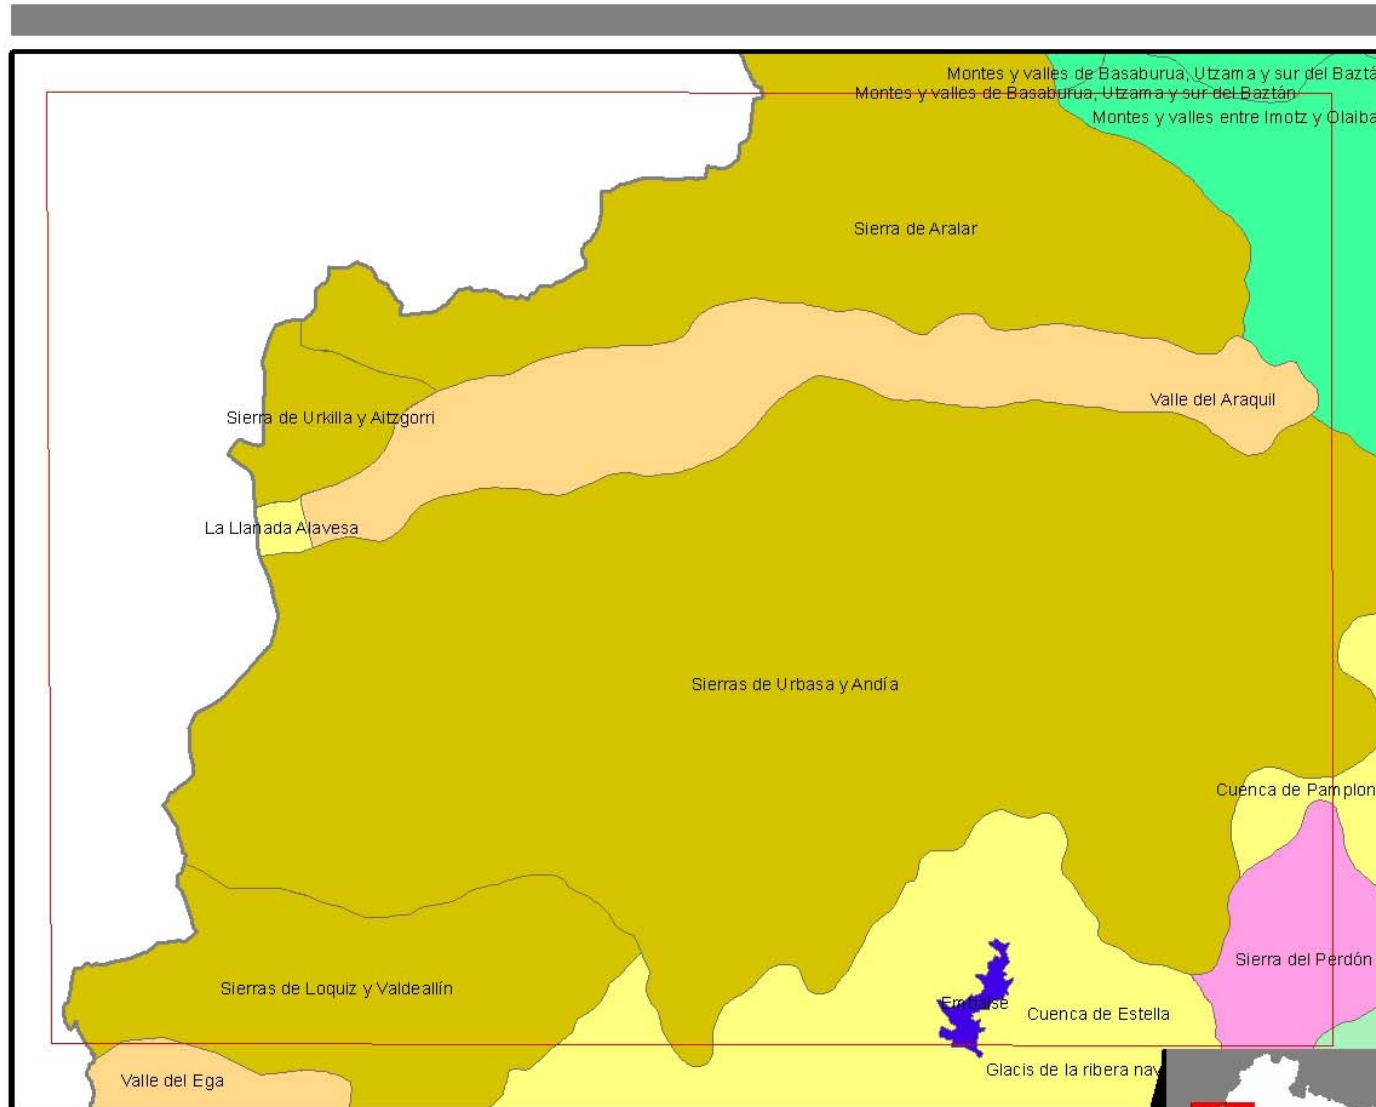 Montes y valles de Basaburua, Utzama y sur del Baztá
Montes y valles de Basaburua, Utzama y sur del Baztán
Montes y valles entre Imotz y Olaiba
Sierra de Aralar
Valle del Araquil
Sierra de Urkilla y Aitzgorri
La Llanada Alavesa
Sierras de Urbasa y Andía
Cuenca de Pamplon
Sierra del Perdón
Sierras de Loquiz y Valdeallín
Embalse
Cuenca de Estella
Glacis de la ribera nav
Valle del Ega